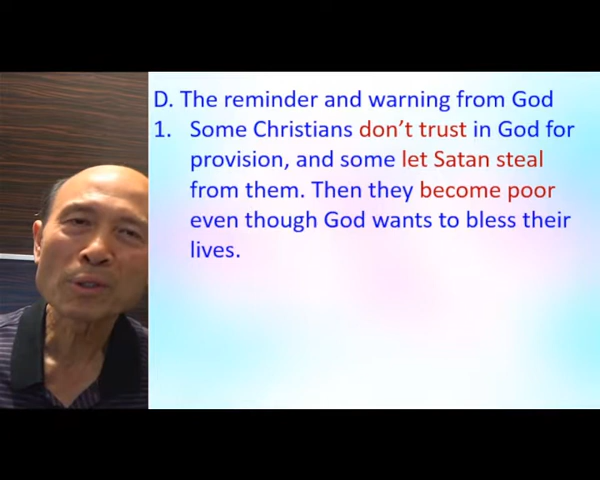 D. The reminder and warning from God
1. Some Christians don't trust in God for
provision, and some let Satan steal
from them. Then they become poor
even though God wants to bless their
lives.